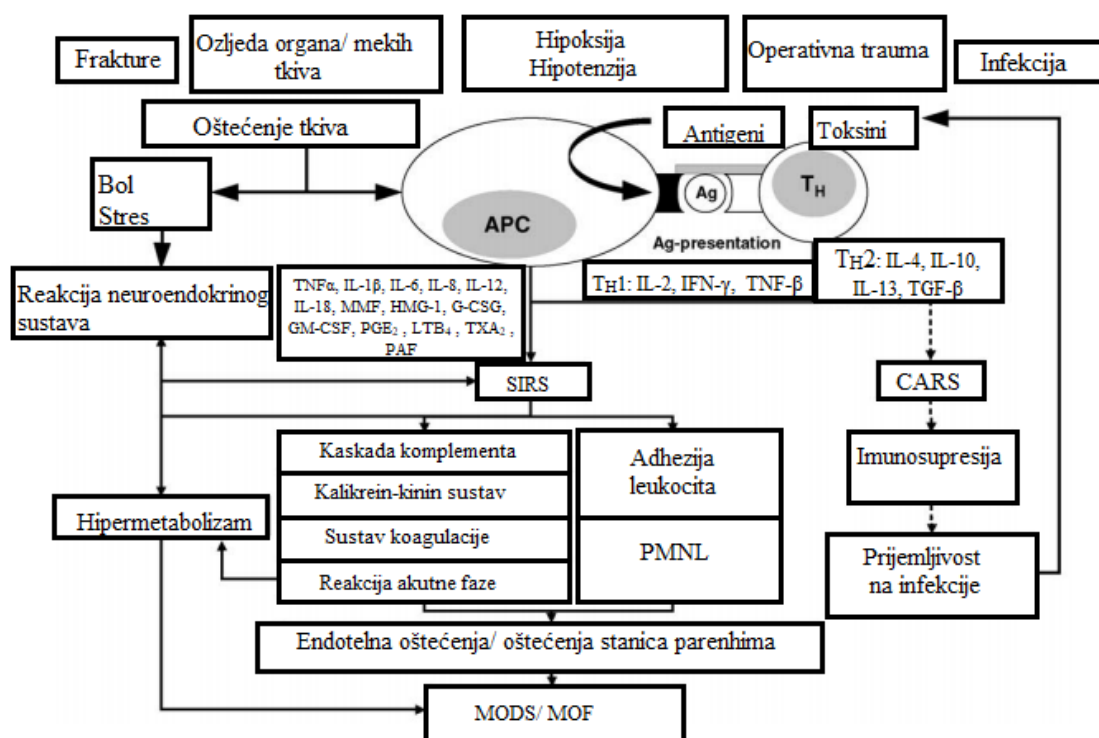 Frakture
Ozljeda organa/ mekih
tkiva
Hipoksija
Hipotenzija
Operativna trauma
Infekcija
Oštećenje tkiva
Antigeni
Toksini
Bol
Stres
APC
Ag
TH
Ag-presentation
Reakcija neuroendokrinog
sustava
TNFα, IL-1β, IL-6, IL-8, IL-12,
IL-18, MMF, HMG-1, G-CSG,
GM-CSF, PGE₂ , LTB₄ , TXA₂ ,
PAF
TH1: IL-2, IFN-γ, TNF-β
TH2: IL-4, IL-10,
IL-13, TGF-β
SIRS
CARS
Kaskada komplementa
Kalikrein-kinin sustav
Sustav koagulacije
Reakcija akutne faze
Adhezija
leukocita
PMNL
Imunosupresija
Hipermetabolizam
Prijemljivost
na infekcije
Endotelna oštećenja/ oštećenja stanica parenhima
MODS/ MOF